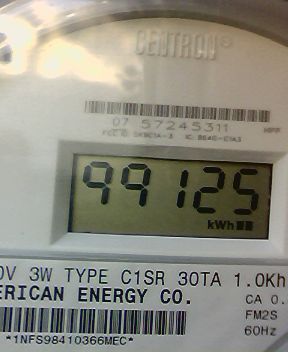 CENTRON®
07 57245311
99125
kWh
0V 3W TYPE C1SR 30TA 1.0Kh
ERICAN ENERGY CO.
CA 0.
FM2S
60Hz
*1NFS98410366MEC*